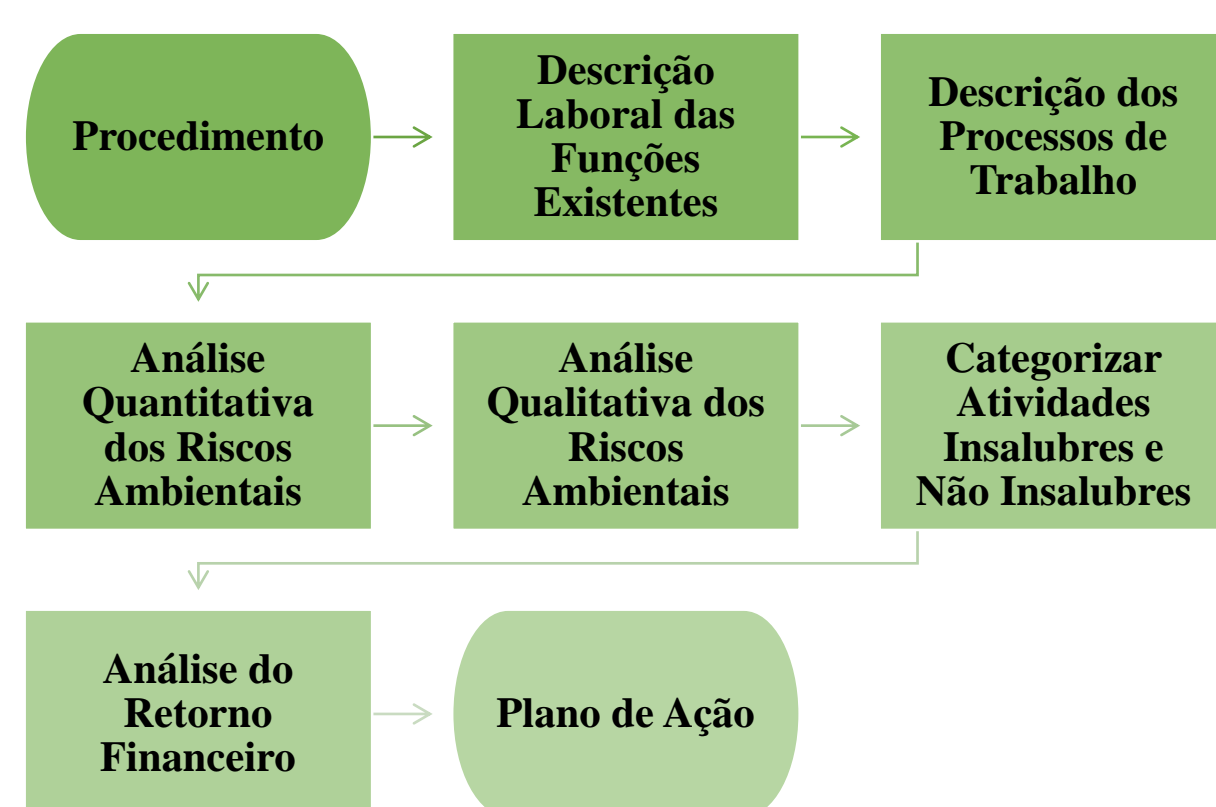 Procedimento
Descrição
Laboral das
Funções
Existentes
Descrição dos
Processos de
Trabalho
Análise
Quantitativa
dos Riscos
Ambientais
Análise
Qualitativa dos
Riscos
Ambientais
Categorizar
Atividades
Insalubres e
Não Insalubres
Análise do
Retorno
Financeiro
Plano de Ação